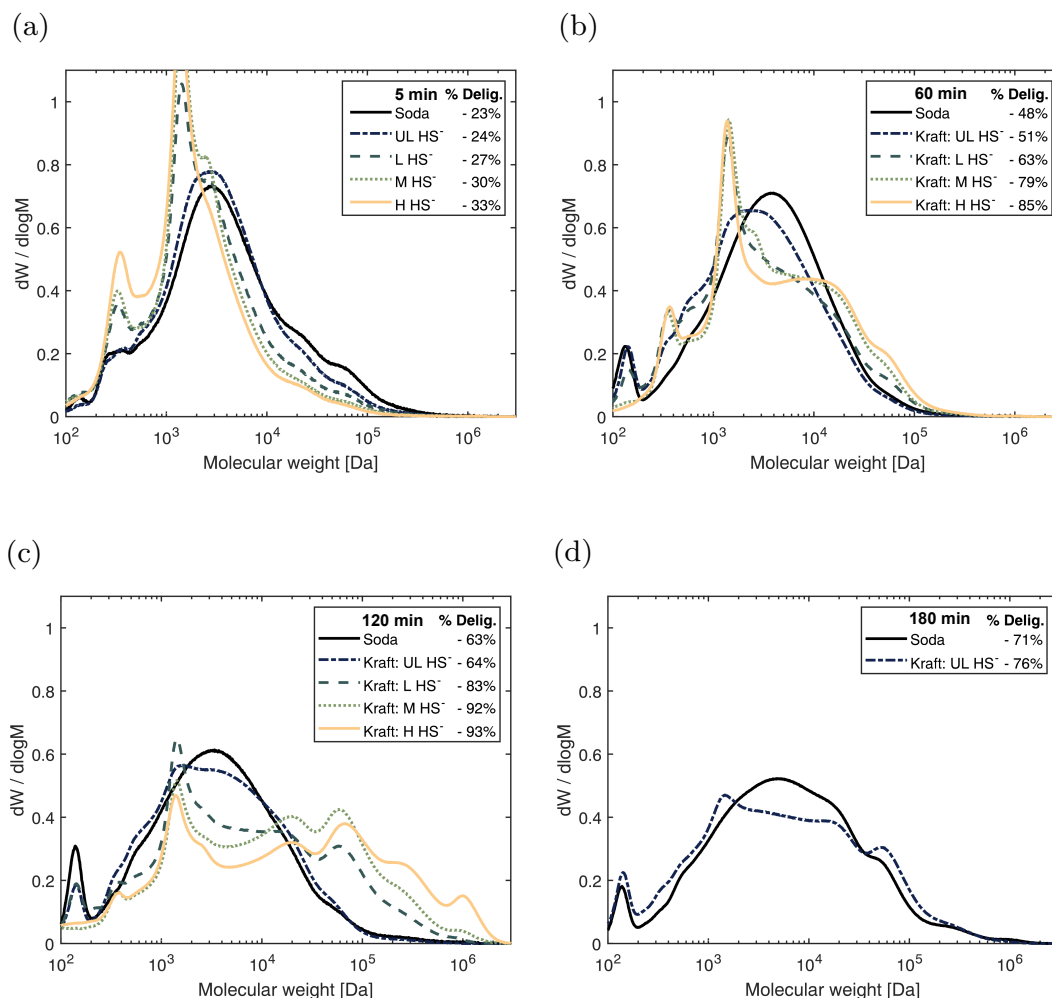 (a)
5 min % Delig.
Soda - 23%
UL HS⁻ - 24%
L HS⁻ - 27%
M HS⁻ - 30%
H HS⁻ - 33%
1
0.8
0.6
0.4
0.2
0
dW / dlogM
10² 10³ 10⁴ 10⁵ 10⁶
Molecular weight [Da]
(b)
60 min % Delig.
Soda - 48%
Kraft: UL HS⁻ - 51%
Kraft: L HS⁻ - 63%
Kraft: M HS⁻ - 79%
Kraft: H HS⁻ - 85%
1
0.8
0.6
0.4
0.2
0
dW / dlogM
10² 10³ 10⁴ 10⁵ 10⁶
Molecular weight [Da]
(c)
120 min % Delig.
Soda - 63%
Kraft: UL HS⁻ - 64%
Kraft: L HS⁻ - 83%
Kraft: M HS⁻ - 92%
Kraft: H HS⁻ - 93%
1
0.8
0.6
0.4
0.2
0
dW / dlogM
10² 10³ 10⁴ 10⁵ 10⁶
Molecular weight [Da]
(d)
180 min % Delig.
Soda - 71%
Kraft: UL HS⁻ - 76%
1
0.8
0.6
0.4
0.2
0
dW / dlogM
10² 10³ 10⁴ 10⁵ 10⁶
Molecular weight [Da]